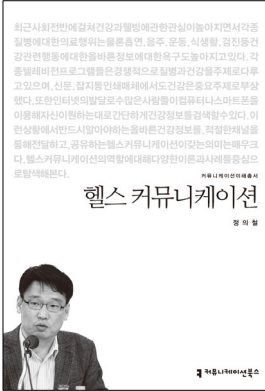 최근사회전반에걸쳐건강과웰빙에관한관심이높아지면서각종
질병에대한의료행위는물론흡연,음주,운동,식생활,검진등건
강관련행동에대한올바른정보에대한욕구도높아지고있다.각
종텔레비전프로그램들은경쟁적으로질병과건강을주제로다루
고있으며,신문,잡지등인쇄매체에서도건강은중요주제로부상
했다.또한인터넷의발달로수많은사람들이컴퓨터나스마트폰을
이용해자신이원하는대로간단하게건강정보를검색할수있다.이
런상황에서반드시알아야하는올바른건강정보를,적절한채널을
통해전달하고,공유하는헬스커뮤니케이션이갖는의미는매우크
다.헬스커뮤니케이션의역할에대해다양한이론과사례를중심으
로탐색해본다.
커뮤니케이션이해총서
헬스 커뮤니케이션
정의철
커뮤니케이션북스